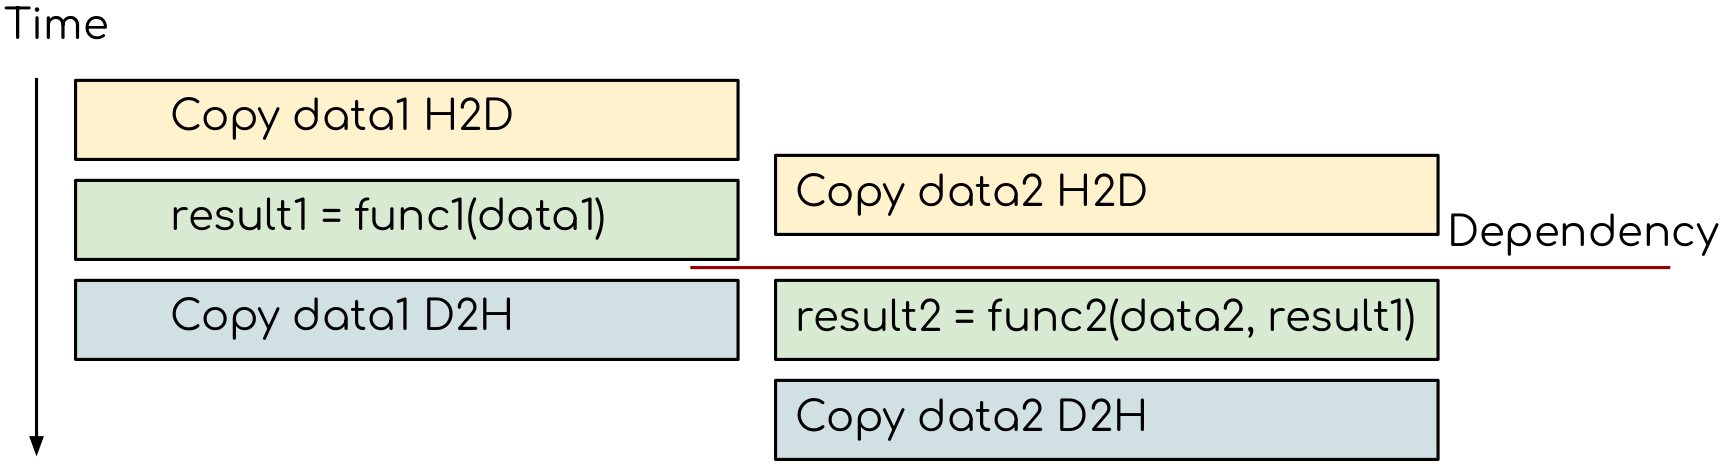 Time
Copy data1 H2D
Copy data2 H2D
result1 = func1(data1)
Dependency
Copy data1 D2H
result2 = func2(data2, result1)
Copy data2 D2H